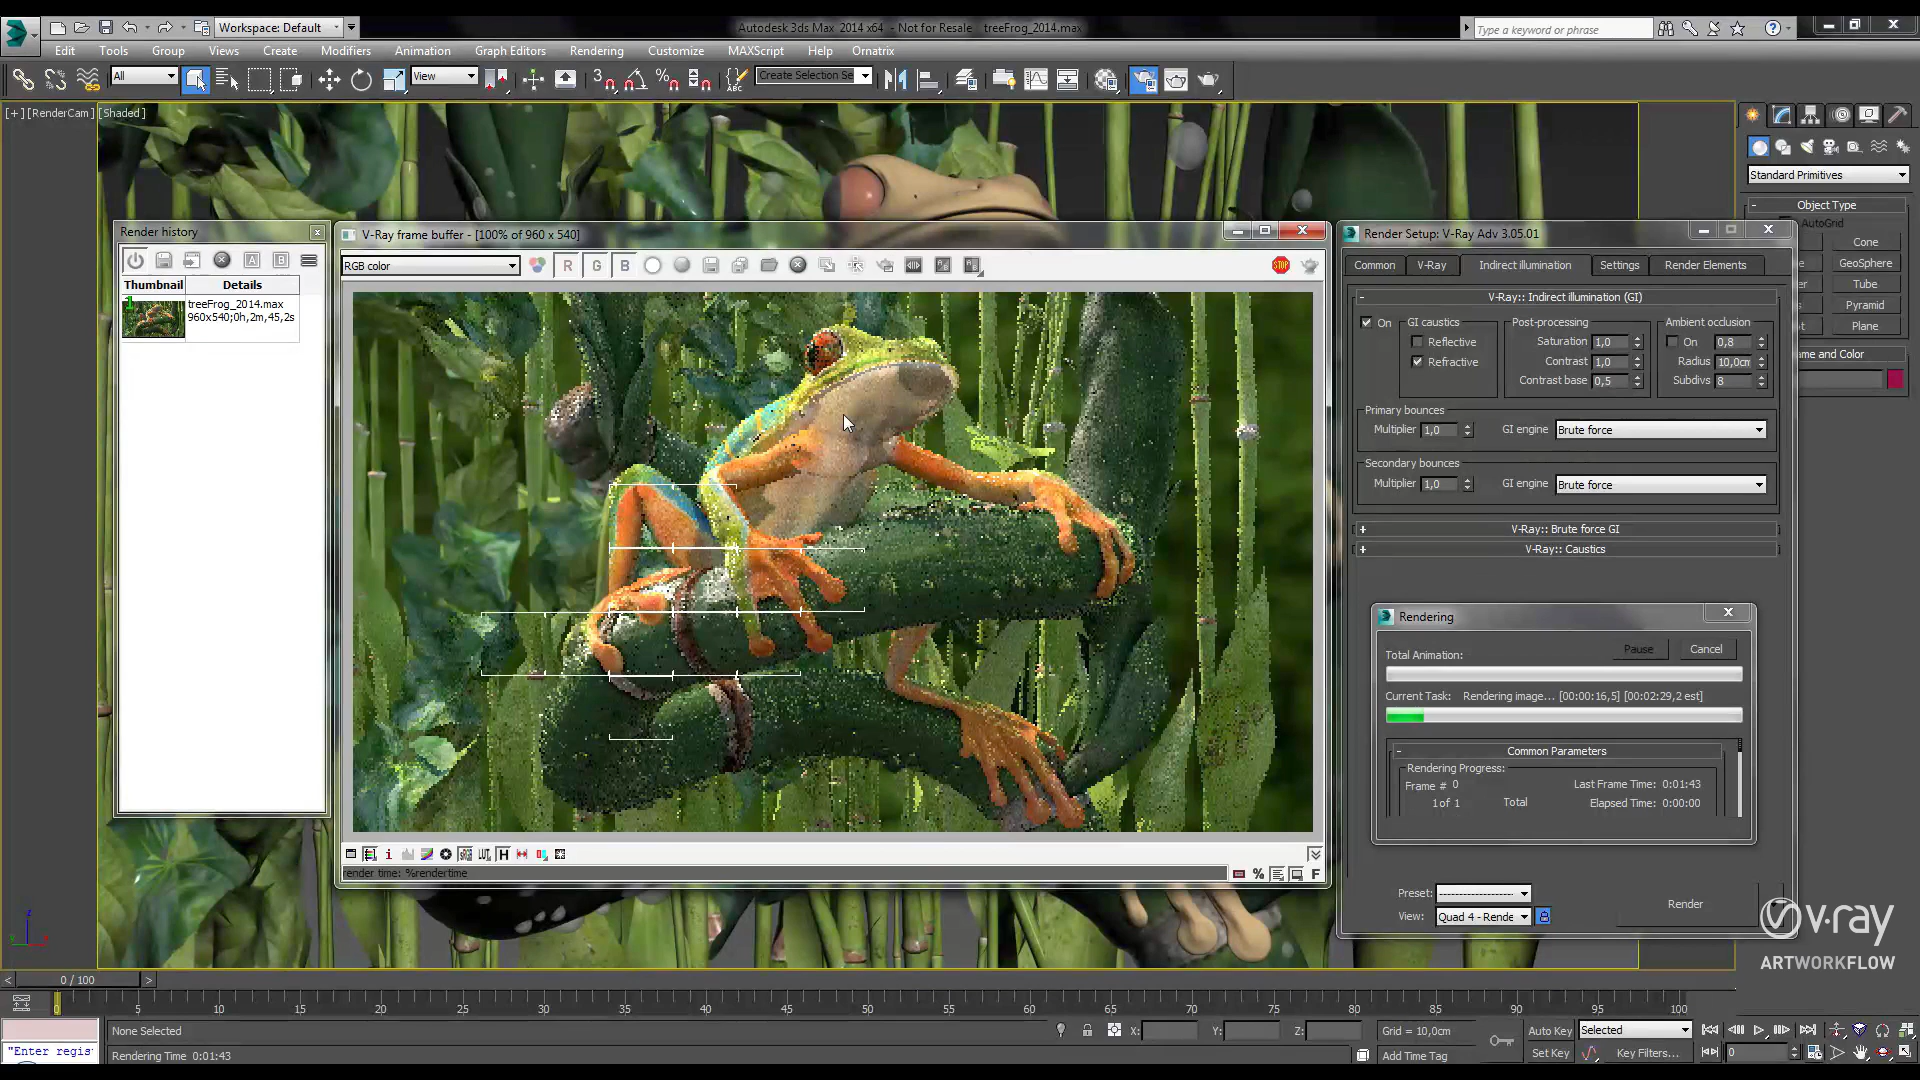 Workspace: Default
Autodesk 3ds Max 2014 x64 - Not for Resale treeFrog_2014.max
Type a keyword or phrase
Edit Tools Group Views Create Modifiers Animation Graph Editors Rendering Customize MAXScript Help Ornatrix
All View Create Selection Se
[+] [RenderCam] [Shaded]
Standard Primitives
Object Type
AutoGrid
Cone
GeoSphere
Tube
Pyramid
Plane
ame and Color
Render history
Thumbnail Details
treeFrog_2014.max
960x540;0h,2m,45,2s
V-Ray frame buffer - [100% of 960 x 540]
RGB color
R G B
render time: %rendertime
Render Setup: V-Ray Adv 3.05.01
Common V-Ray Indirect illumination Settings Render Elements
V-Ray:: Indirect illumination (GI)
On
GI caustics
Reflective
Refractive
Post-processing
Saturation 1,0
Contrast 1,0
Contrast base 0,5
Ambient occlusion
On 0,8
Radius 10,0cm
Subdivs 8
Primary bounces
Multiplier 1,0 GI engine Brute force
Secondary bounces
Multiplier 1,0 GI engine Brute force
V-Ray:: Brute force GI
V-Ray:: Caustics
Rendering
Total Animation:
Pause Cancel
Current Task: Rendering image... [00:00:16,5] [00:02:29,2 est]
Common Parameters
Rendering Progress:
Frame # 0
1 of 1 Total
Last Frame Time: 0:01:43
Elapsed Time: 0:00:00
Preset:
View: Quad 4 - Rende
Render
v·ray
ARTWORKFLOW
0 / 100
0 5 10 15 20 25 30 35 40 45 50 55 60 65 70 75 80 85 90 95 100
None Selected
X: Y: Z: Grid = 10,0cm
Auto Key Selected
"Enter regis
Rendering Time 0:01:43
Add Time Tag
Set Key Key Filters...
0